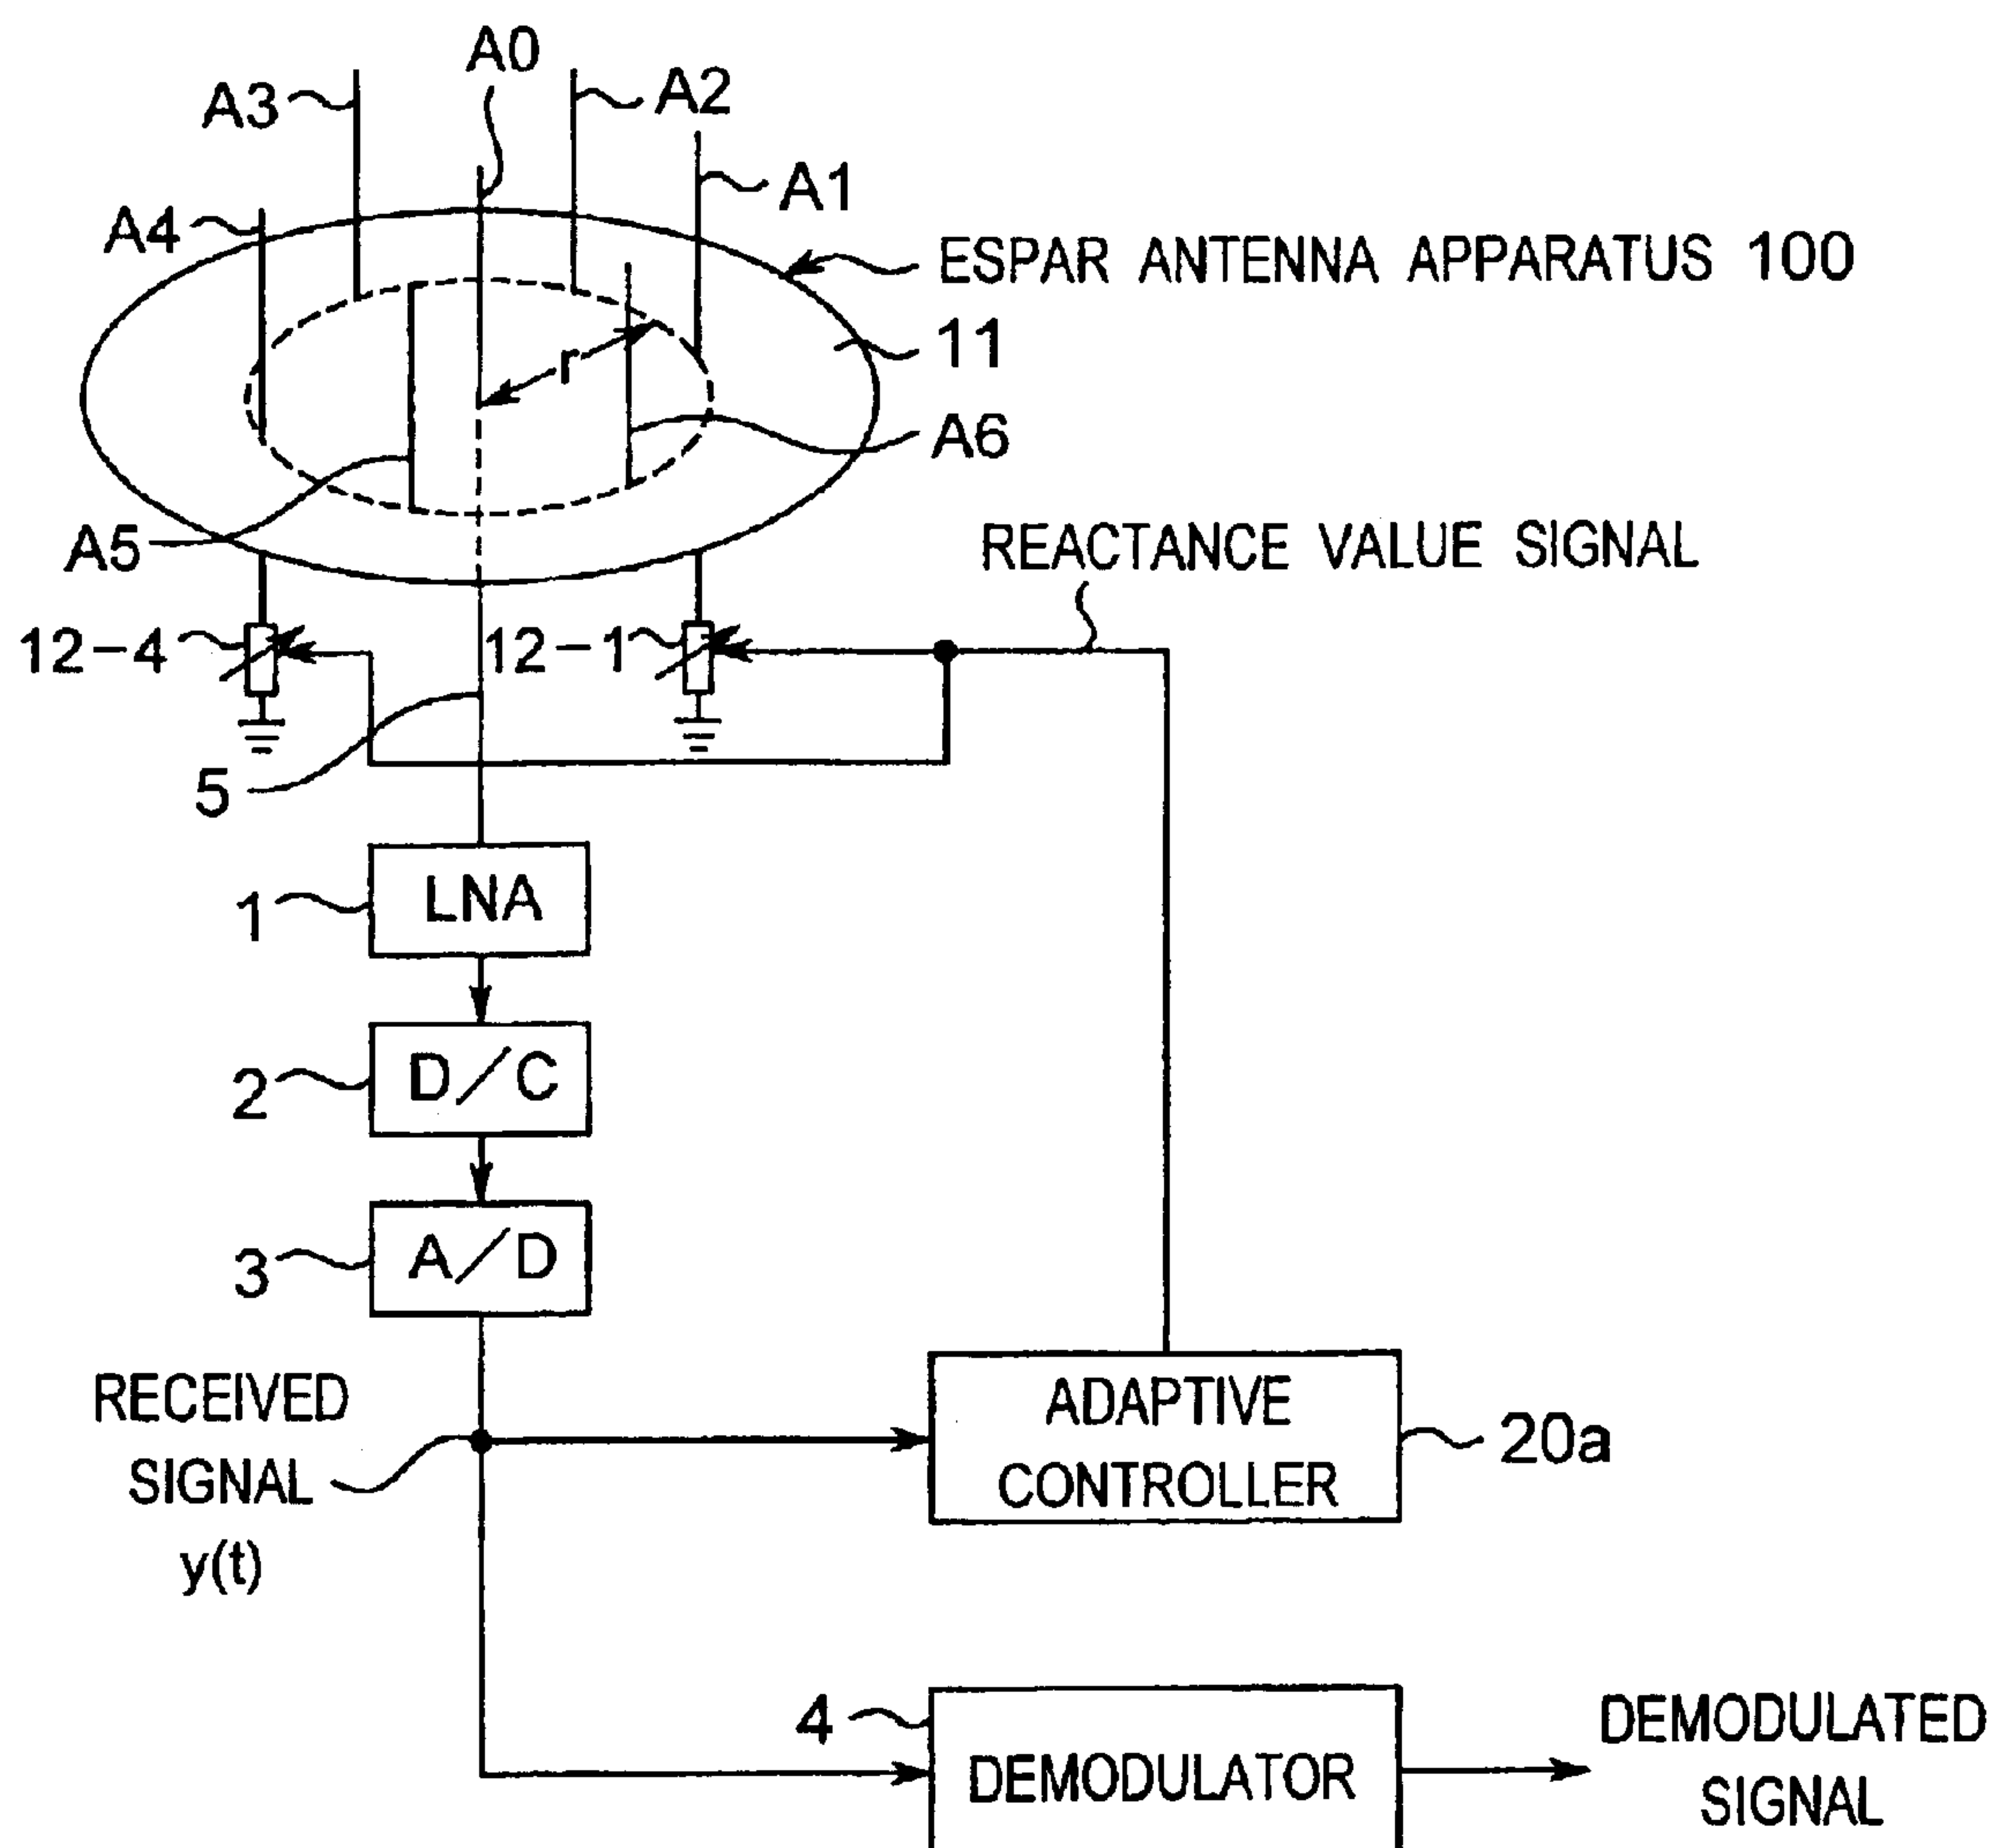 A0
A3
A2
A1
A4
ESPAR ANTENNA APPARATUS 100
11
r
A6
A5
REACTANCE VALUE SIGNAL
12-4
12-1
5
1
LNA
2
D/C
3
A/D
RECEIVED
SIGNAL
y(t)
ADAPTIVE
CONTROLLER
20a
4
DEMODULATOR
DEMODULATED
SIGNAL